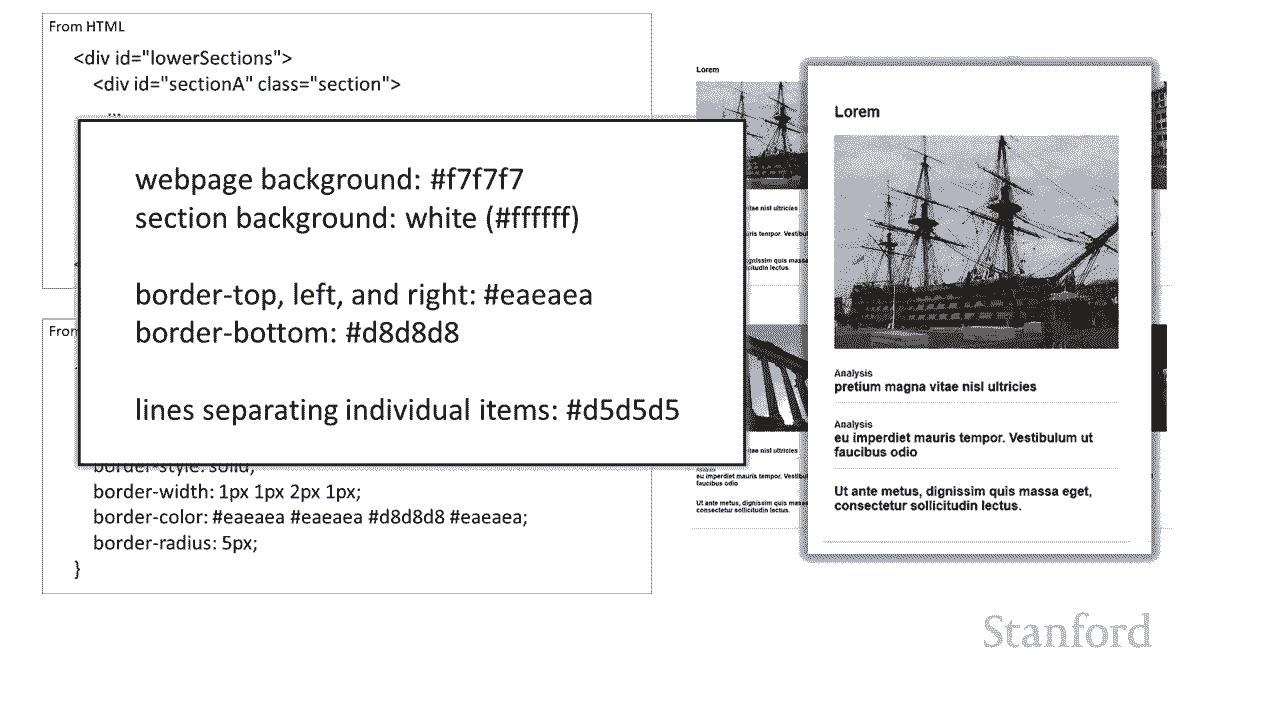 From HTML
<div id="lowerSections">
<div id="sectionA" class="section">
...
webpage background: #f7f7f7
section background: white (#ffffff)
border-top, left, and right: #eaeaea
border-bottom: #d8d8d8
lines separating individual items: #d5d5d5
From
border-style: solid;
border-width: 1px 1px 2px 1px;
border-color: #eaeaea #eaeaea #d8d8d8 #eaeaea;
border-radius: 5px;
}
Lorem
vitae nisl ultricies
mauris tempor.
dignissim quis massa
sollicitudin lectus.
vitae nisl ultricies
Analysis
eu imperdiet mauris tempor.
faucibus odio
Ut ante metus, dignissim quis massa
consectetur sollicitudin lectus.
Lorem
Analysis
pretium magna vitae nisl ultricies
Analysis
eu imperdiet mauris tempor. Vestibulum ut
faucibus odio
Ut ante metus, dignissim quis massa eget,
consectetur sollicitudin lectus.
Stanford